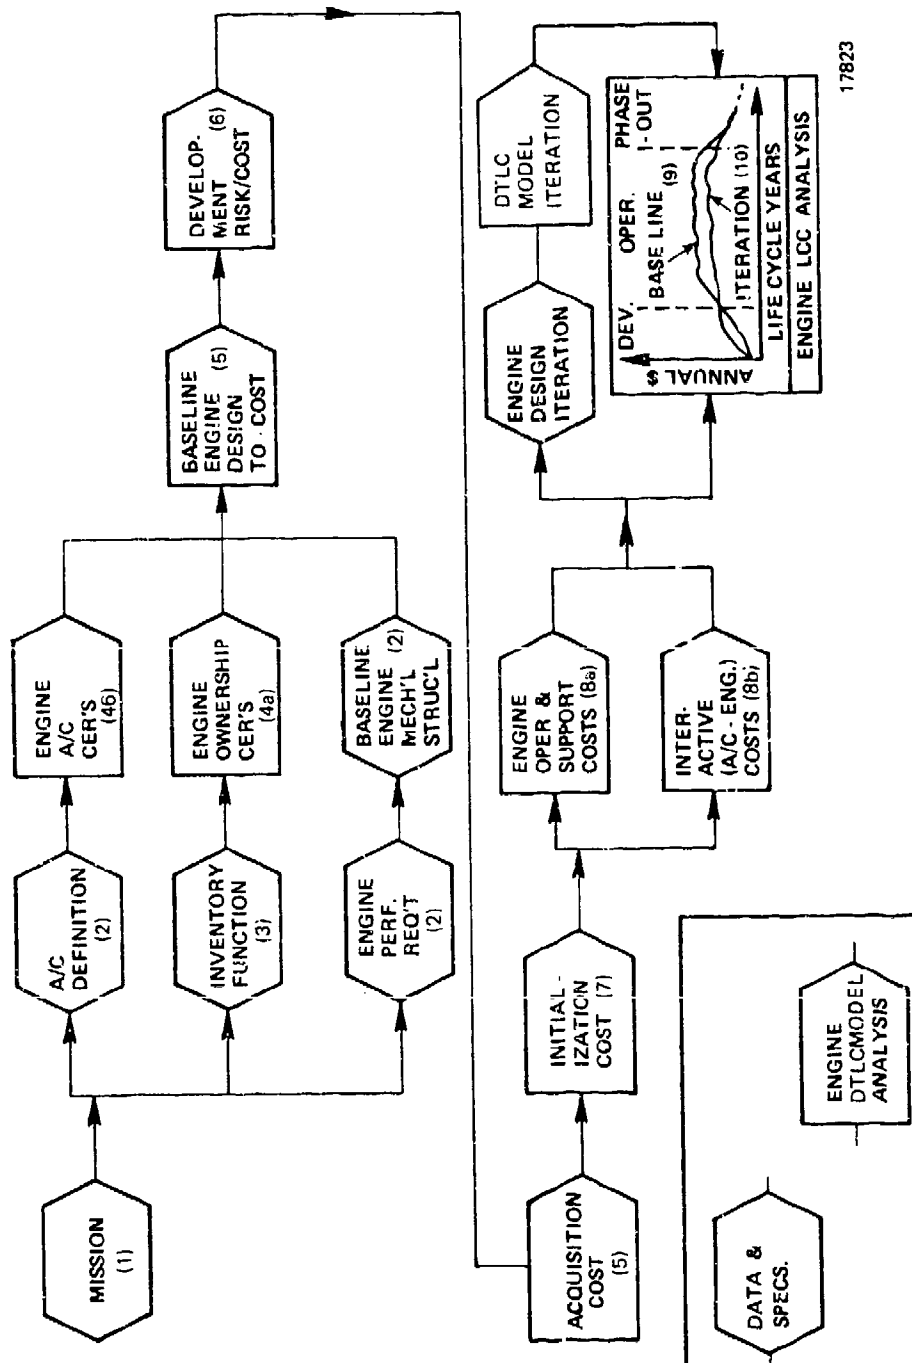 MISSION
(1)
A/C
DEFINITION
(2)
INVENTORY
FUNCTION
(3)
ENGINE
PERF.
REQ'T
(2)
ENGINE
A/C
CER'S
(46)
ENGINE
OWNERSHIP
CER'S
(4a)
BASELINE
ENGINE (2)
MECH'L
STRUC'L
BASELINE
ENGINE (5)
DESIGN
TO - COST
DEVELOP-
MENT (6)
RISK/COST
ACQUISITION
COST
(5)
INITIAL-
IZATION
COST (7)
ENGINE
OPER &
SUPPORT
COSTS (8a)
INTER-
ACTIVE
(A/C - ENG.)
COSTS (8b)
ENGINE
DESIGN
ITERATION
DTLC
MODEL
ITERATION
DEV. OPER. PHASE
-OUT
BASE LINE (9)
ITERATION (10)
ANNUAL $
LIFE CYCLE YEARS
ENGINE LCC ANALYSIS
DATA &
SPECS.
ENGINE
DTLCMODEL
ANALYSIS
17823